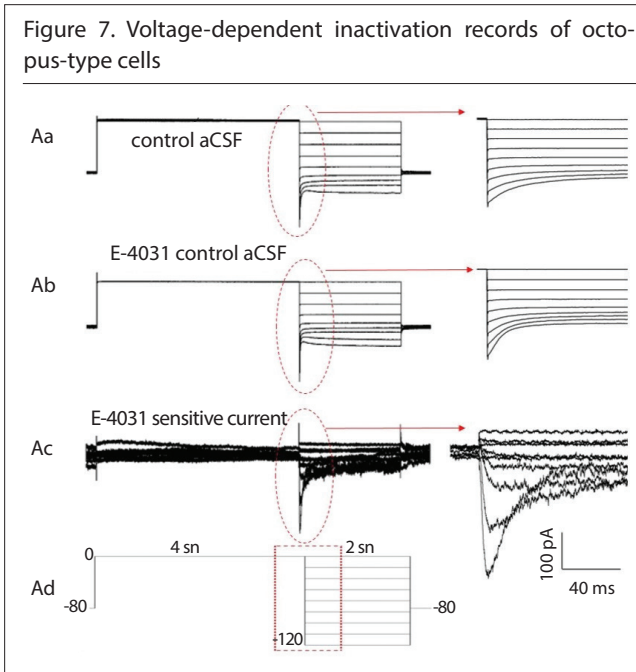 Figure 7. Voltage-dependent inactivation records of octo-
pus-type cells
Aa
control aCSF
E-4031 control aCSF
Ab
E-4031 sensitive current
Ac
100 pA
40 ms
0
4 sn
2 sn
Ad
-80
-80
-120